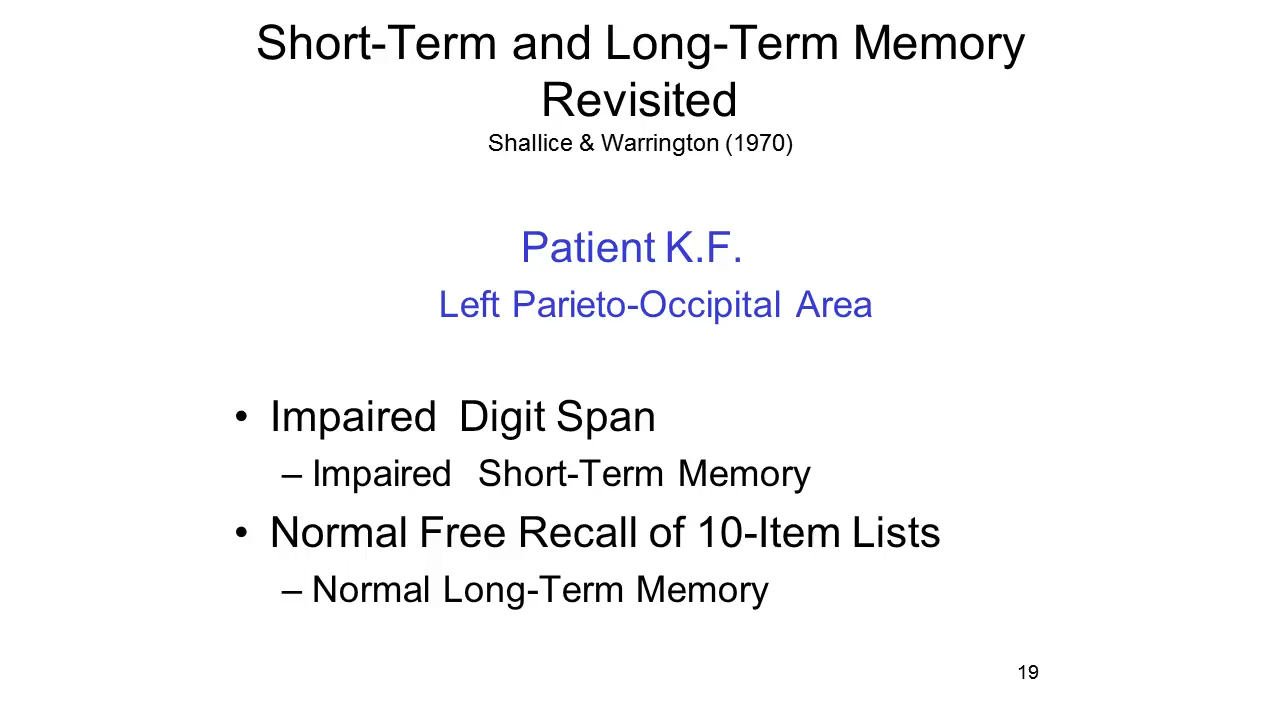 Short-Term and Long-Term Memory
Revisited
Shallice & Warrington (1970)
Patient K.F.
Left Parieto-Occipital Area
• Impaired Digit Span
– Impaired Short-Term Memory
• Normal Free Recall of 10-Item Lists
– Normal Long-Term Memory
19